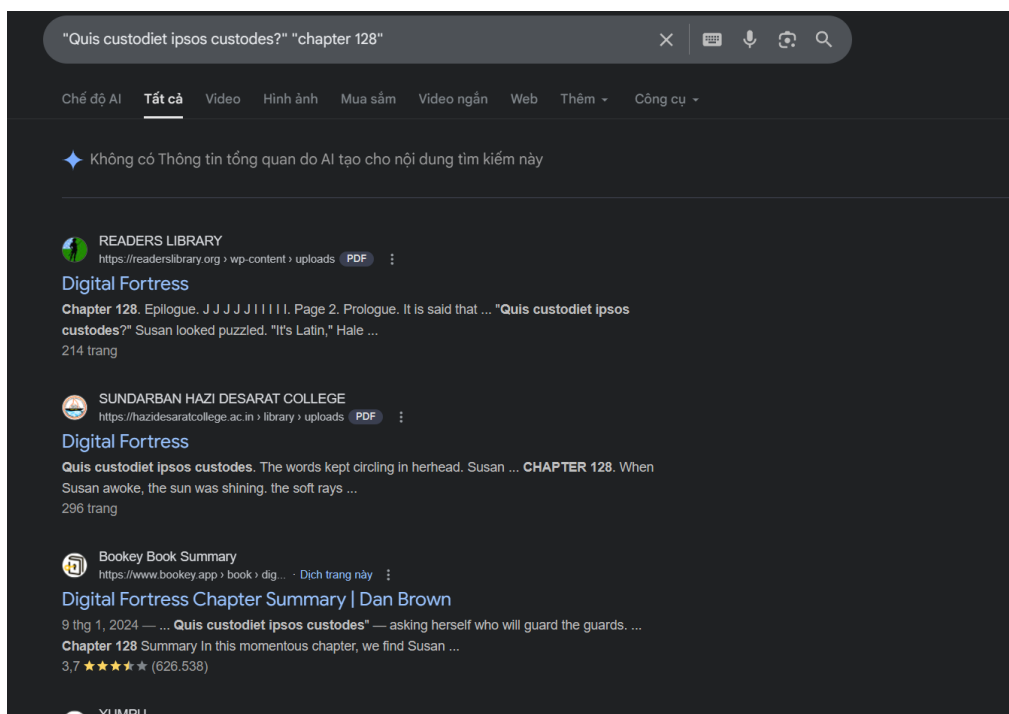 "Quis custodiet ipsos custodes?" "chapter 128"
Chế độ AI Tất cả Video Hình ảnh Mua sắm Video ngắn Web Thêm Công cụ
Không có Thông tin tổng quan do AI tạo cho nội dung tìm kiếm này
READERS LIBRARY
https://readerslibrary.org › wp-content › uploads PDF
Digital Fortress
Chapter 128. Epilogue. J J J J J I I I I I. Page 2. Prologue. It is said that ... "Quis custodiet ipsos
custodes?" Susan looked puzzled. "It's Latin," Hale ...
214 trang
SUNDARBAN HAZI DESARAT COLLEGE
https://hazidesaratcollege.ac.in › library › uploads PDF
Digital Fortress
Quis custodiet ipsos custodes. The words kept circling in herhead. Susan ... CHAPTER 128. When
Susan awoke, the sun was shining. the soft rays ...
296 trang
Bookey Book Summary
https://www.bookey.app › book › dig... · Dịch trang này
Digital Fortress Chapter Summary | Dan Brown
9 thg 1, 2024 — ... Quis custodiet ipsos custodes" — asking herself who will guard the guards. ...
Chapter 128 Summary In this momentous chapter, we find Susan ...
3,7 ★★★★★ (626.538)
YUMPU